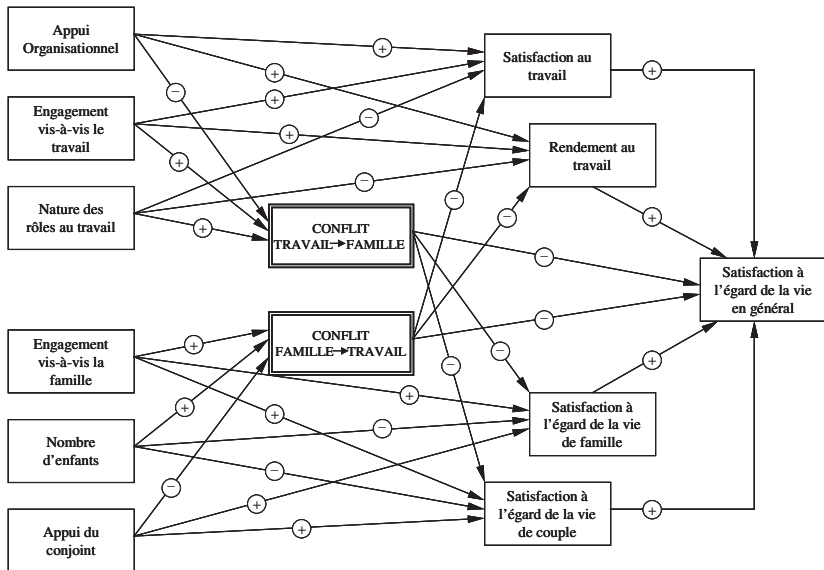 Appui
Organisationnel
Engagement
vis-à-vis le
travail
Nature des
rôles au travail
Engagement
vis-à-vis la
famille
Nombre
d'enfants
Appui du
conjoint
CONFLIT
TRAVAIL→FAMILLE
CONFLIT
FAMILLE→TRAVAIL
Satisfaction au
travail
Rendement au
travail
Satisfaction à
l'égard de la vie
de famille
Satisfaction à
l'égard de la vie
de couple
Satisfaction à
l'égard de la vie
en général
+
+
−
+
+
+
−
−
+
+
+
+
−
−
+
−
+
+
−
−
−
−
−
−
−
+
+
+
+